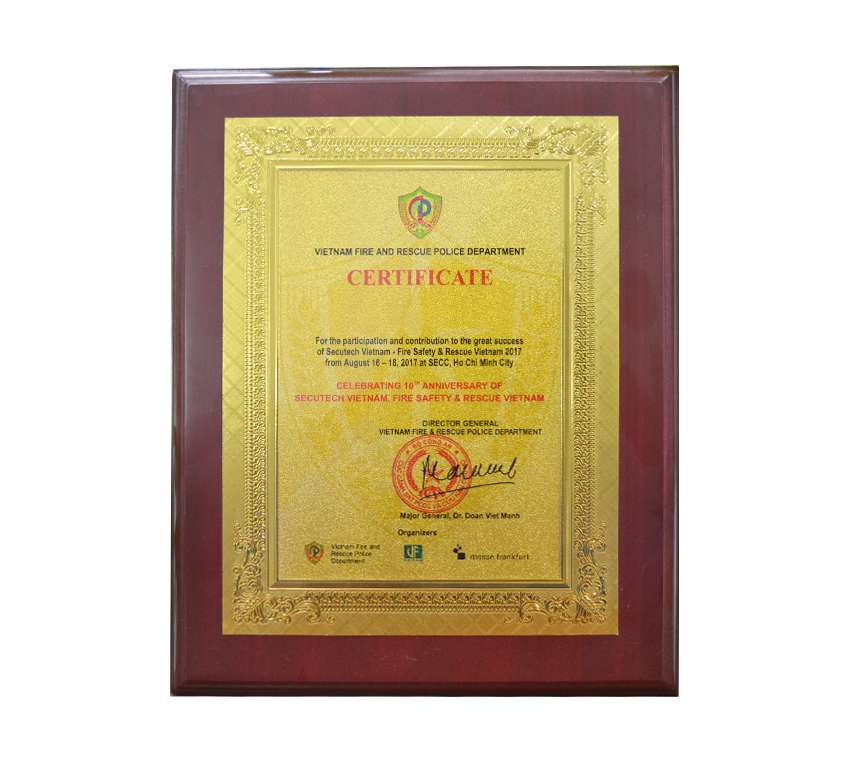 VIETNAM FIRE AND RESCUE POLICE DEPARTMENT
CERTIFICATE
For the participation and contribution to the great success
of Secutech Vietnam - Fire Safety & Rescue Vietnam 2017
from August 16 – 18, 2017 at SECC, Ho Chi Minh City
CELEBRATING 10TH ANNIVERSARY OF
SECUTECH VIETNAM, FIRE SAFETY & RESCUE VIETNAM
DIRECTOR GENERAL
VIETNAM FIRE & RESCUE POLICE DEPARTMENT
BỘ CÔNG AN
Major General, Dr. Doan Viet Manh
Organizers
Vietnam Fire and
Rescue Police
Department
messe frankfurt